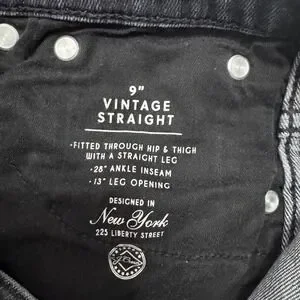 9"
VINTAGE
STRAIGHT
•FITTED THROUGH HIP & THIGH
WITH A STRAIGHT LEG
•28" ANKLE INSEAM
•13" LEG OPENING
DESIGNED IN
New York
225 LIBERTY STREET
J.Crew